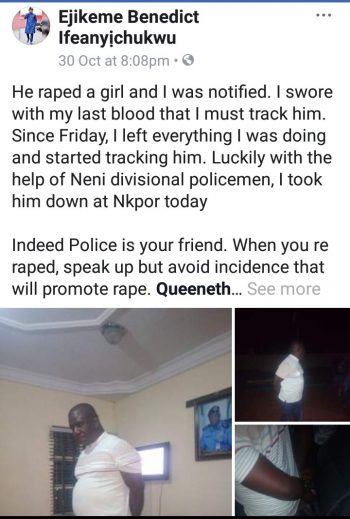 Ejikeme Benedict
Ifeanyịchukwu
30 Oct at 8:08pm •
He raped a girl and I was notified. I swore
with my last blood that I must track him.
Since Friday, I left everything I was doing
and started tracking him. Luckily with the
help of Neni divisional policemen, I took
him down at Nkpor today
Indeed Police is your friend. When you re
raped, speak up but avoid incidence that
will promote rape. Queeneth... See more